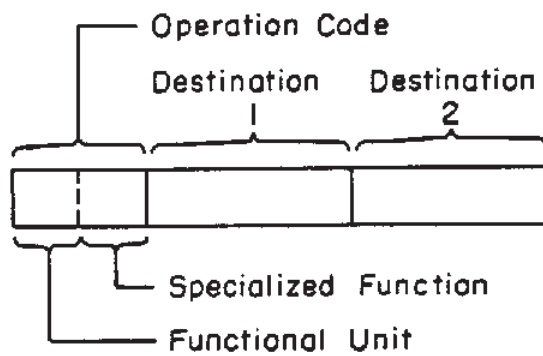 Operation Code
Destination
1
Destination
2
Specialized Function
Functional Unit